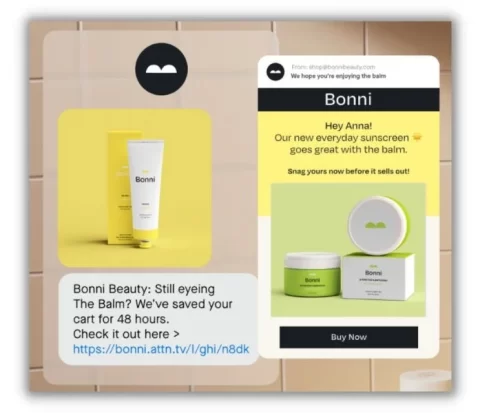 Bonni
Bonni
Bonni Beauty: Still eyeing
The Balm? We've saved your
cart for 48 hours.
Check it out here >
https://bonni.attn.tv/l/ghi/n8dk
From: shop@bonnibeauty.com
We hope you're enjoying the balm
Bonni
Hey Anna!
Our new everyday sunscreen ☀️
goes great with the balm.
Snag yours now before it sells out!
Bonni
Bonni
Buy Now